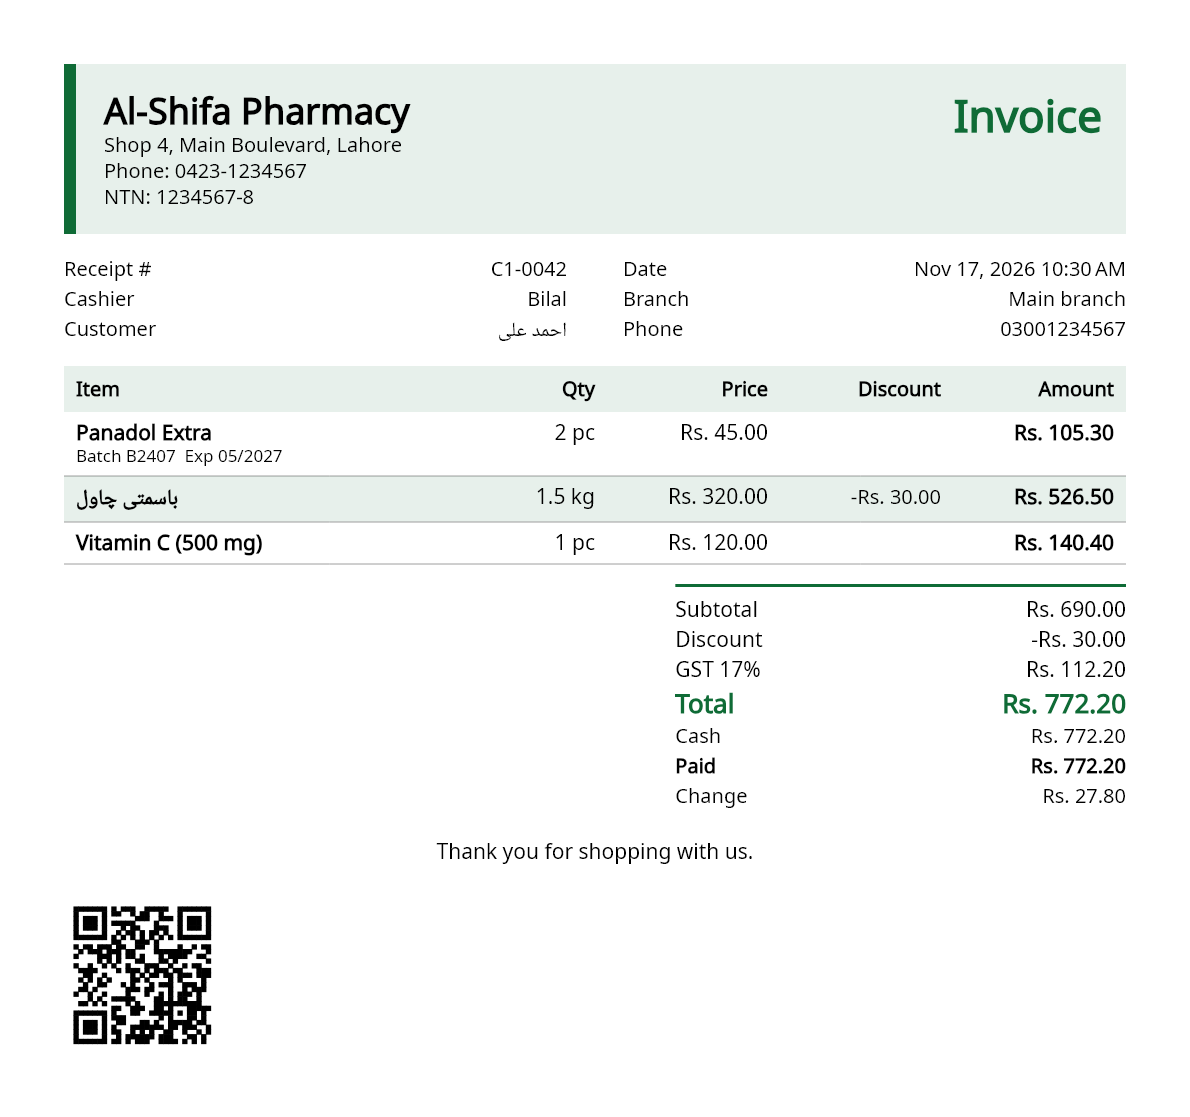 Al-Shifa Pharmacy
Invoice
Shop 4, Main Boulevard, Lahore
Phone: 0423-1234567
NTN: 1234567-8
Receipt # C1-0042 Date Nov 17, 2026 10:30 AM
Cashier Bilal Branch Main branch
Customer احمد علی Phone 03001234567
Item Qty Price Discount Amount
Panadol Extra 2 pc Rs. 45.00 Rs. 105.30
Batch B2407 Exp 05/2027
باسمتی چاول 1.5 kg Rs. 320.00 -Rs. 30.00 Rs. 526.50
Vitamin C (500 mg) 1 pc Rs. 120.00 Rs. 140.40
Subtotal Rs. 690.00
Discount -Rs. 30.00
GST 17% Rs. 112.20
Total Rs. 772.20
Cash Rs. 772.20
Paid Rs. 772.20
Change Rs. 27.80
Thank you for shopping with us.